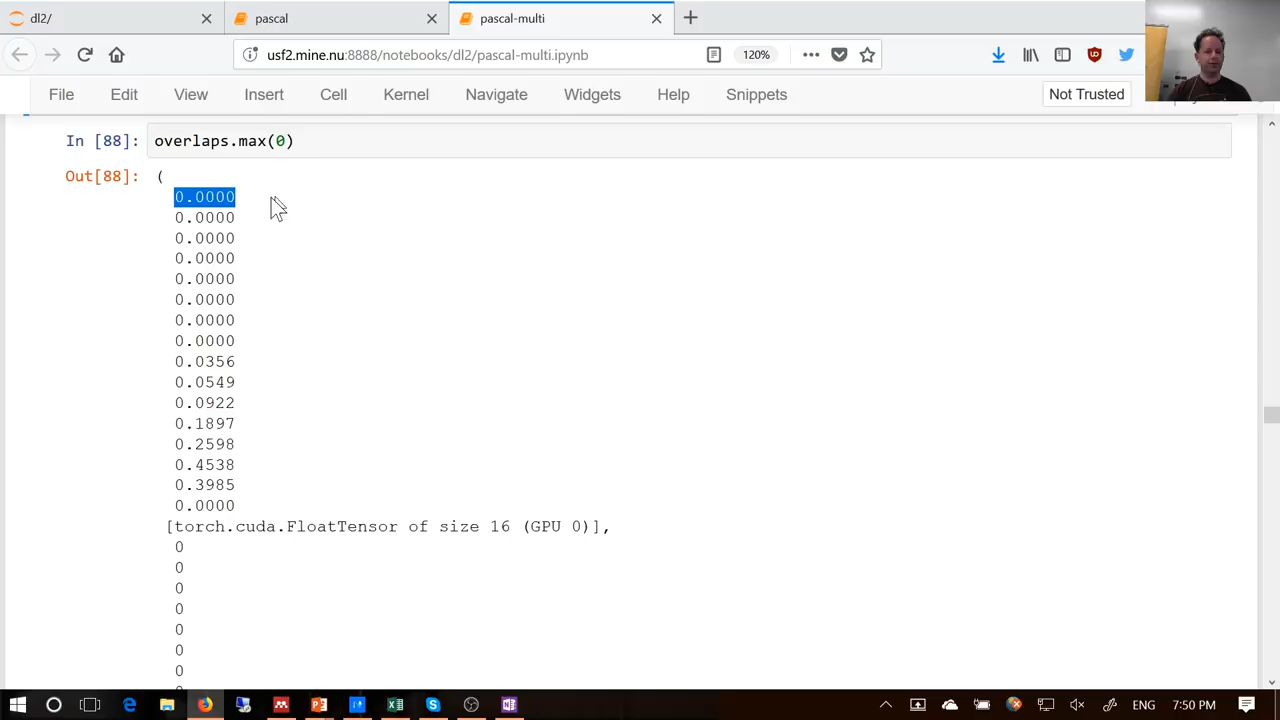 dl2/
pascal
pascal-multi
usf2.mine.nu:8888/notebooks/dl2/pascal-multi.ipynb
120%
File Edit View Insert Cell Kernel Navigate Widgets Help Snippets
Not Trusted
In [88]: overlaps.max(0)
Out[88]: (
0.0000
0.0000
0.0000
0.0000
0.0000
0.0000
0.0000
0.0000
0.0356
0.0549
0.0922
0.1897
0.2598
0.4538
0.3985
0.0000
[torch.cuda.FloatTensor of size 16 (GPU 0)],
0
0
0
0
0
0
0
ENG 7:50 PM